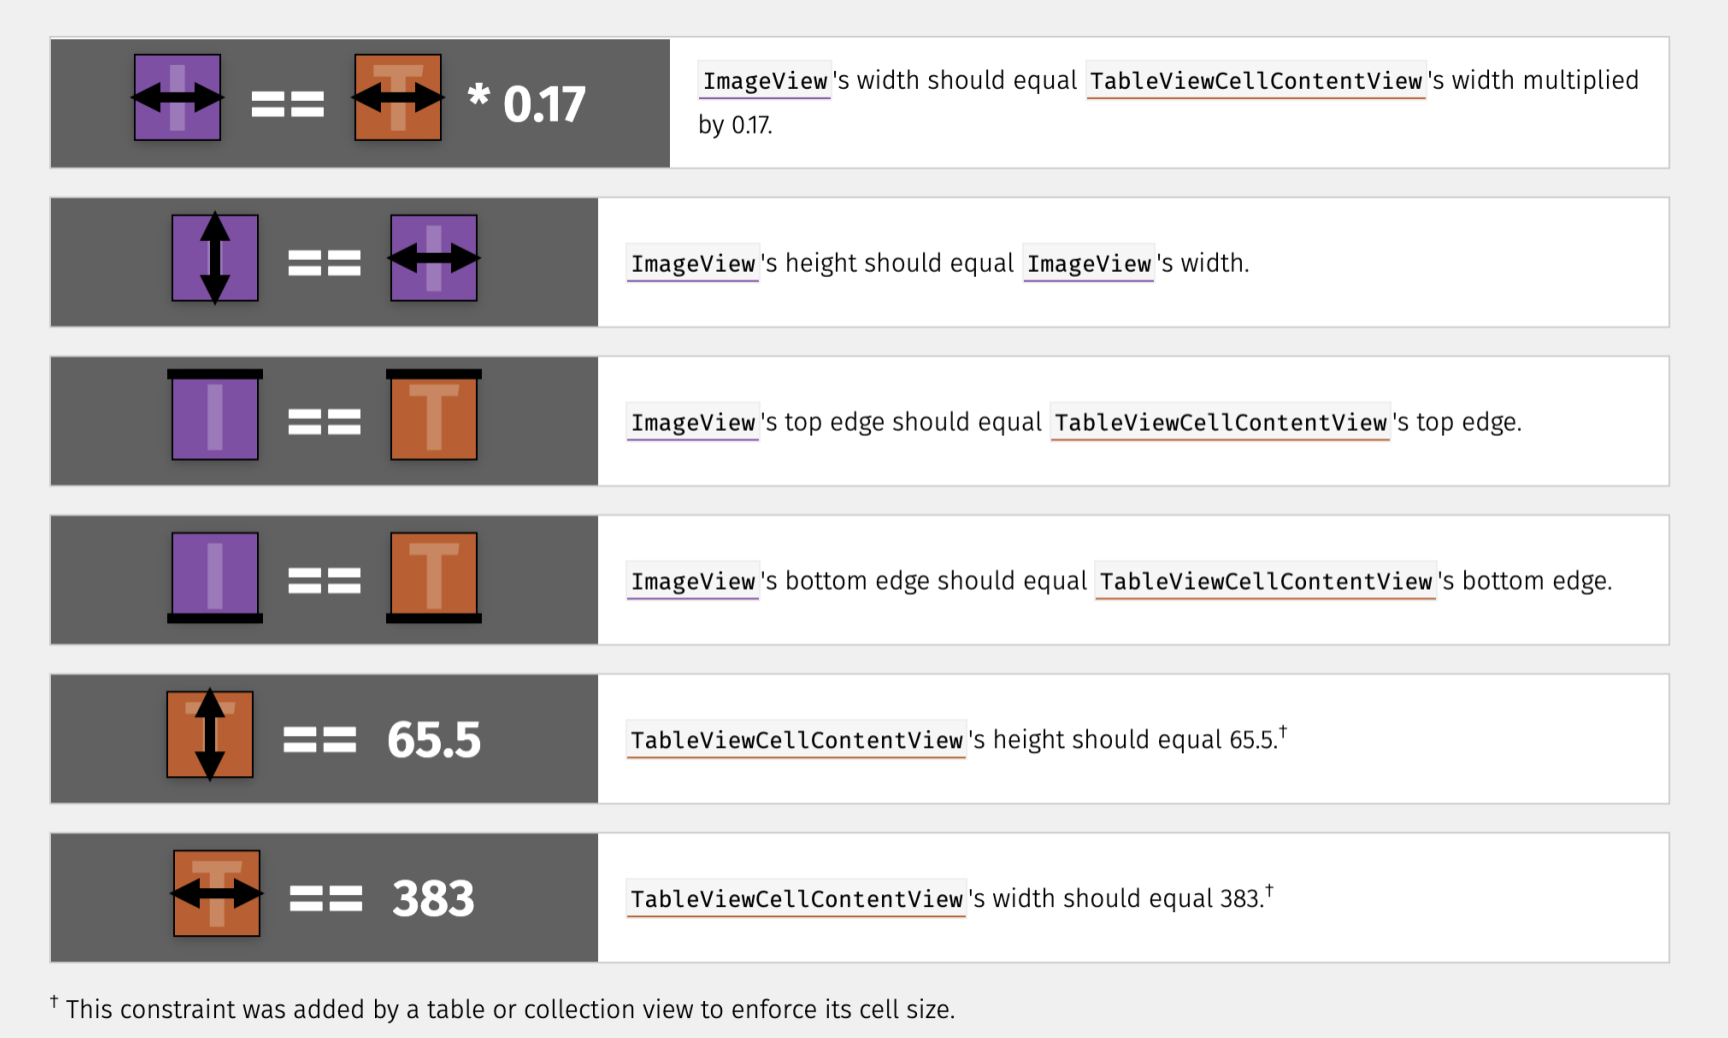 I == T * 0.17
ImageView's width should equal TableViewCellContentView's width multiplied
by 0.17.
I == I
ImageView's height should equal ImageView's width.
I == T
ImageView's top edge should equal TableViewCellContentView's top edge.
I == T
ImageView's bottom edge should equal TableViewCellContentView's bottom edge.
T == 65.5
TableViewCellContentView's height should equal 65.5.†
T == 383
TableViewCellContentView's width should equal 383.†
† This constraint was added by a table or collection view to enforce its cell size.